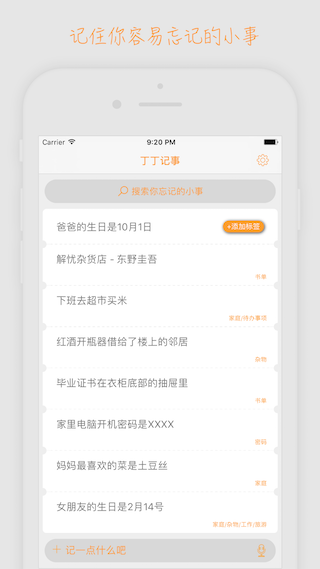 记住你容易忘记的小事
Carrier 9:20 PM
丁丁记事
搜索你忘记的小事
爸爸的生日是10月1日 +添加标签
解忧杂货店 - 东野圭吾
书单
下班去超市买米
家庭/待办事项
红酒开瓶器借给了楼上的邻居
杂物
毕业证书在衣柜底部的抽屉里
书单
家里电脑开机密码是XXXX
密码
妈妈最喜欢的菜是土豆丝
家庭
女朋友的生日是2月14号
家庭/杂物/工作/旅游
+ 记一点什么吧